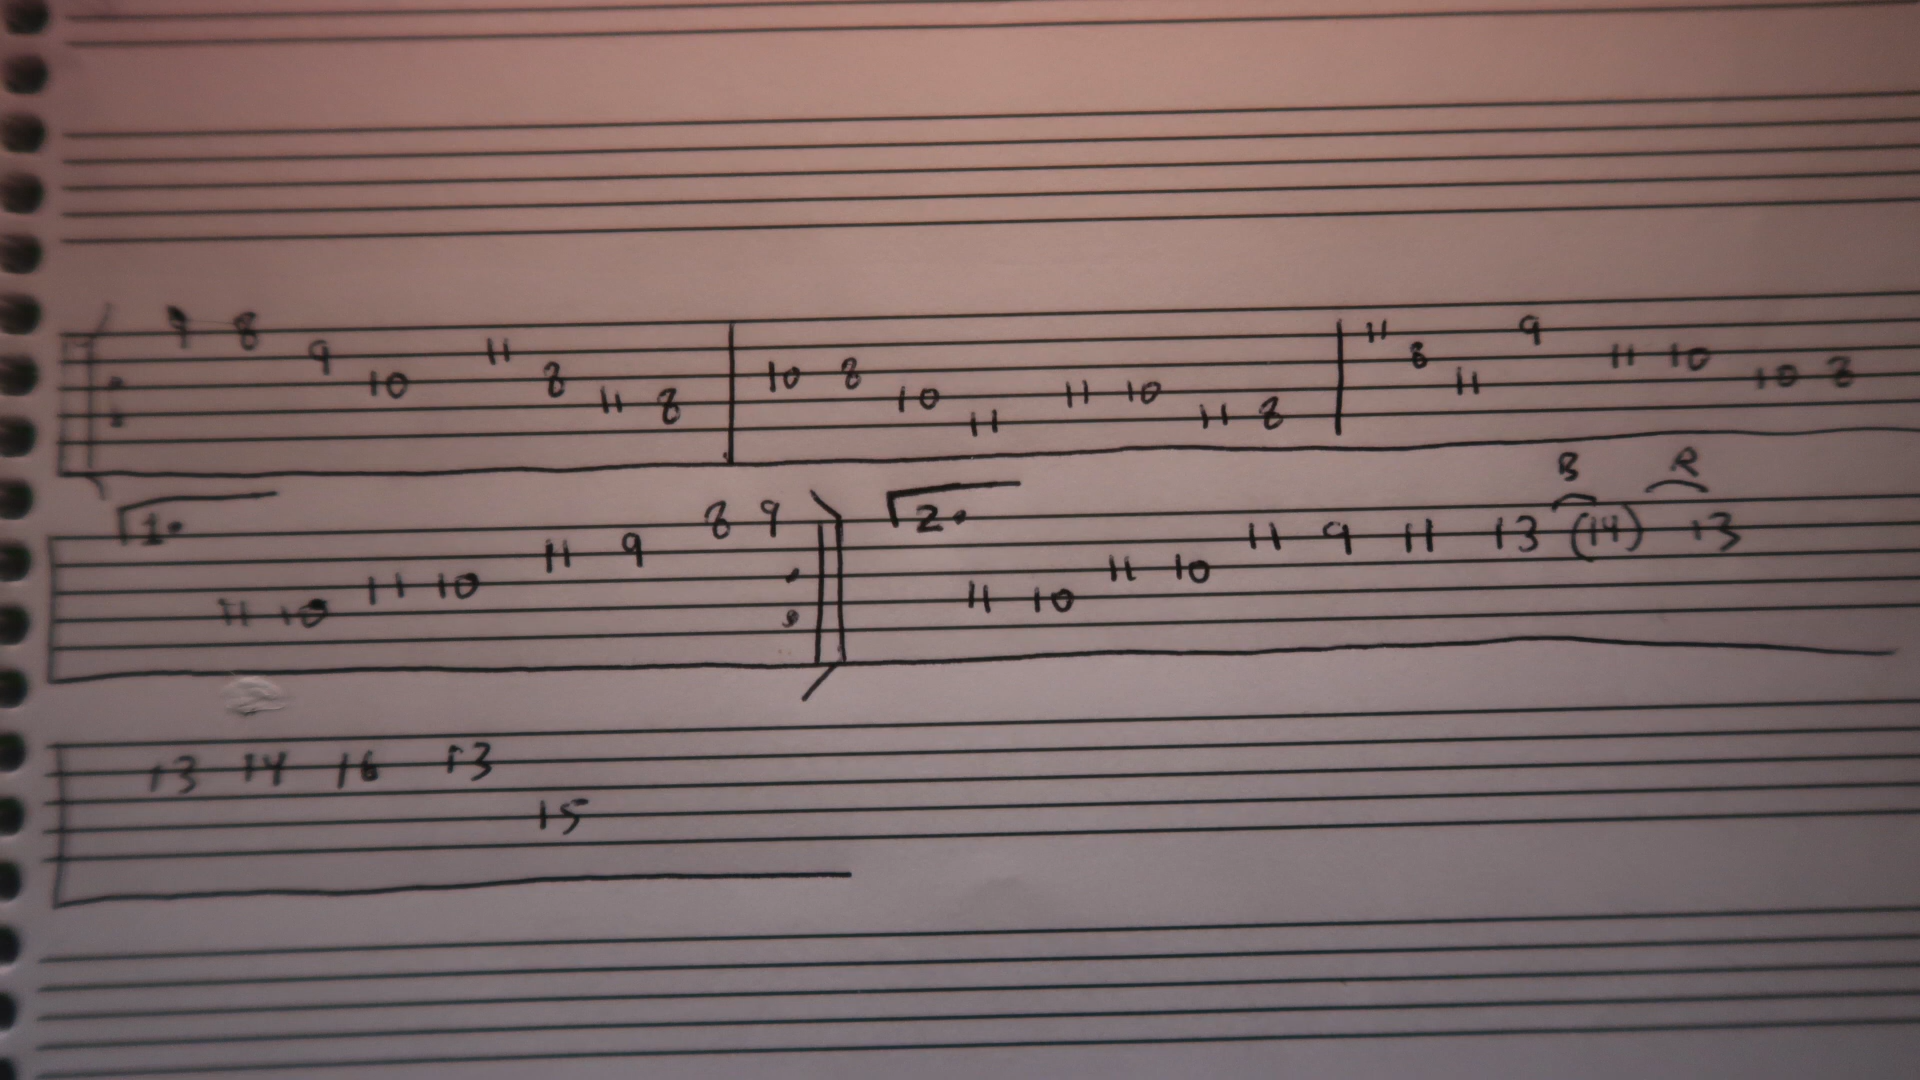 9 8 9 10 11 8 11 8 10 8 10 11 11 10 11 8 11 8 11 9 11 10 10 8
B R
1. 11 10 11 10 11 9 8 9 2. 11 10 11 10 11 9 11 13 (14) 13
13 14 16 13 15